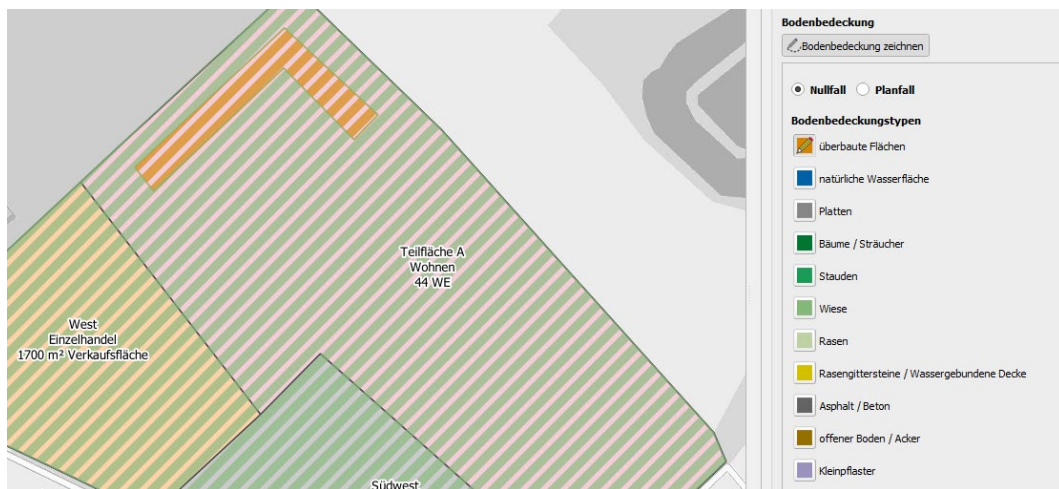 Teilfläche A
Wohnen
44 WE
West
Einzelhandel
1700 m² Verkaufsfläche
Südwest
Bodenbedeckung
Bodenbedeckung zeichnen
Nullfall Planfall
Bodenbedeckungstypen
überbaute Flächen
natürliche Wasserfläche
Platten
Bäume / Sträucher
Stauden
Wiese
Rasen
Rasengittersteine / Wassergebundene Decke
Asphalt / Beton
offener Boden / Acker
Kleinpflaster